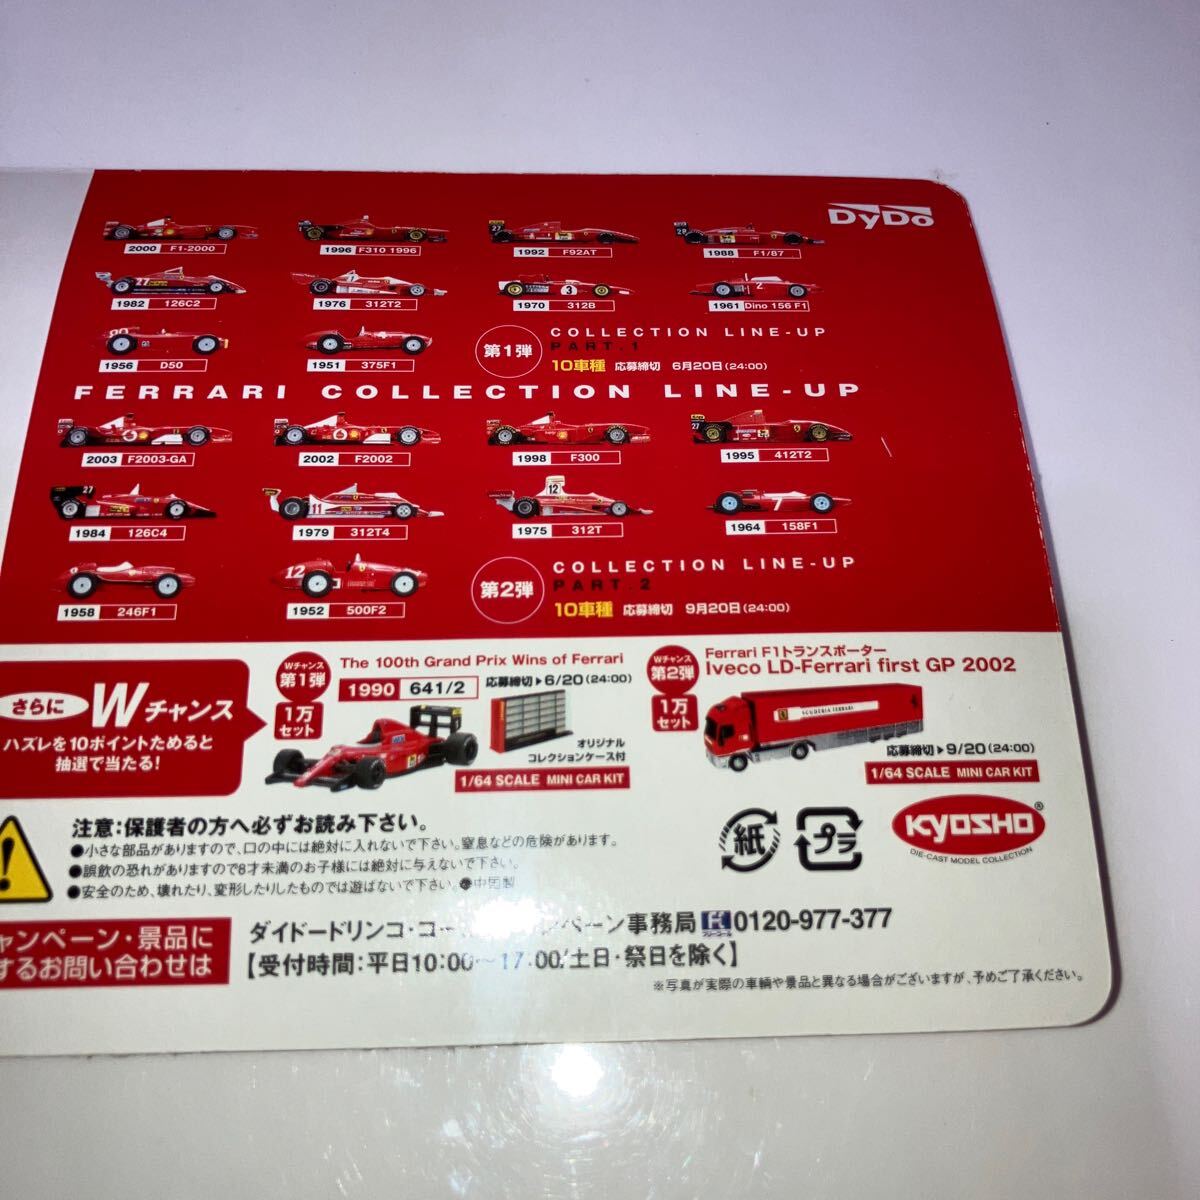 DyDo
2000 F1-2000
1996 F310 1996
1992 F92AT
1988 F1/87
1982 126C2
1976 312T2
1970 312B
1961 Dino 156 F1
1956 D50
1951 375F1
第1弾
COLLECTION LINE-UP
PART.1
10車種 応募締切 6月20日(24:00)
FERRARI COLLECTION LINE-UP
2003 F2003-GA
2002 F2002
1998 F300
1995 412T2
1984 126C4
1979 312T4
1975 312T
1964 158F1
1958 246F1
1952 500F2
第2弾
COLLECTION LINE-UP
PART.2
10車種 応募締切 9月20日(24:00)
さらに Wチャンス
ハズレを10ポイントためると
抽選で当たる!
Wチャンス
第1弾
1万
セット
The 100th Grand Prix Wins of Ferrari
1990 641/2
応募締切▶6/20(24:00)
オリジナル
コレクションケース付
1/64 SCALE MINI CAR KIT
Wチャンス
第2弾
1万
セット
Ferrari F1トランスポーター
Iveco LD-Ferrari first GP 2002
SCUDERIA FERRARI
応募締切▶9/20(24:00)
1/64 SCALE MINI CAR KIT
注意:保護者の方へ必ずお読み下さい。
●小さな部品がありますので、口の中には絶対に入れないで下さい。窒息などの危険があります。
●誤飲の恐れがありますので8才未満のお子様には絶対に与えないで下さい。
●安全のため、壊れたり、変形したりしたものでは遊ばないで下さい。●中国製
紙
プラ
KYOSHO®
DIE-CAST MODEL COLLECTION
ャンペーン・景品に
するお問い合わせは
ダイドードリンコ・コー ンペーン事務局 フリーコール 0120-977-377
【受付時間:平日10:00〜17:00/土日・祭日を除く】
※写真が実際の車輌や景品と異なる場合がございますが、予めご了承ください。